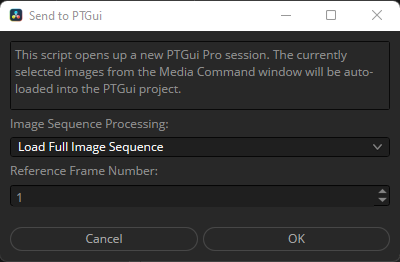 Send to PTGui
This script opens up a new PTGui Pro session. The currently
selected images from the Media Command window will be auto-
loaded into the PTGui project.
Image Sequence Processing:
Load Full Image Sequence
Reference Frame Number:
1
Cancel
OK